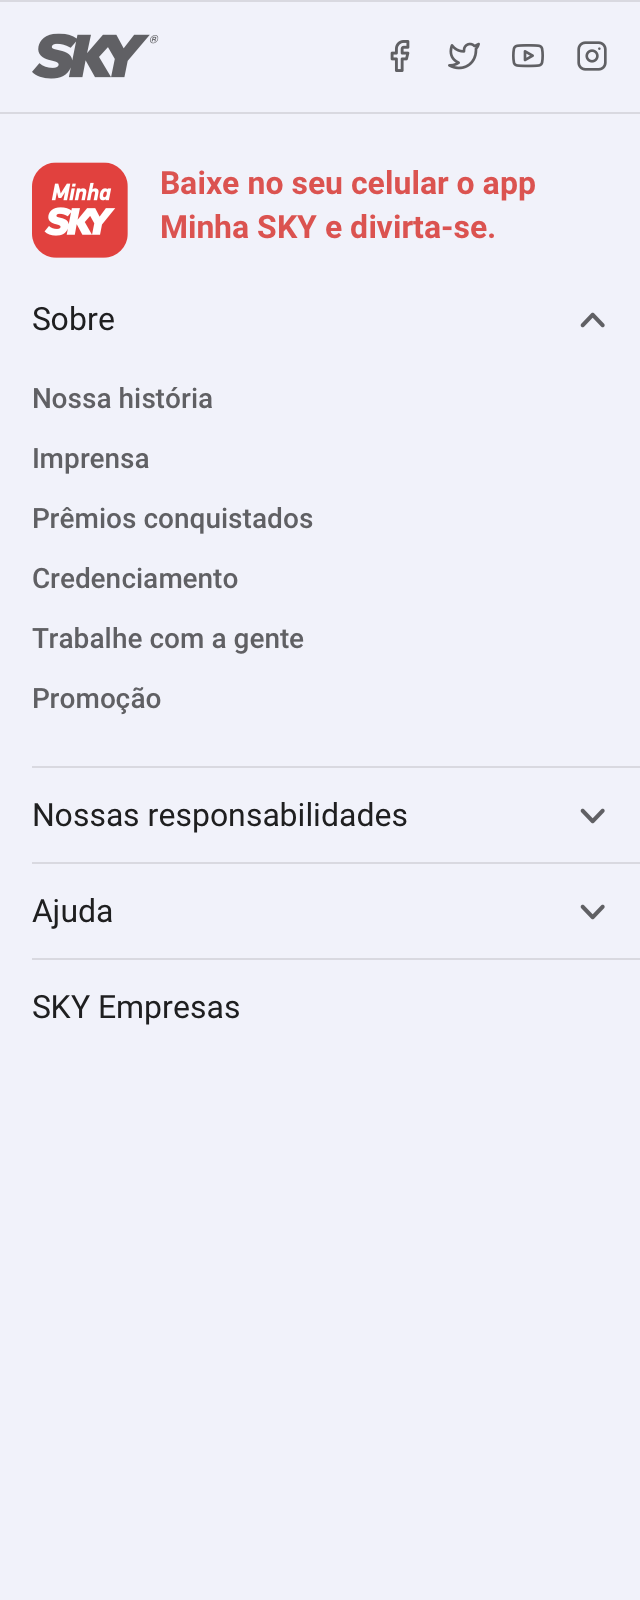 SKY®
Minha
SKY
Baixe no seu celular o app
Minha SKY e divirta-se.
Sobre
Nossa história
Imprensa
Prêmios conquistados
Credenciamento
Trabalhe com a gente
Promoção
Nossas responsabilidades
Ajuda
SKY Empresas